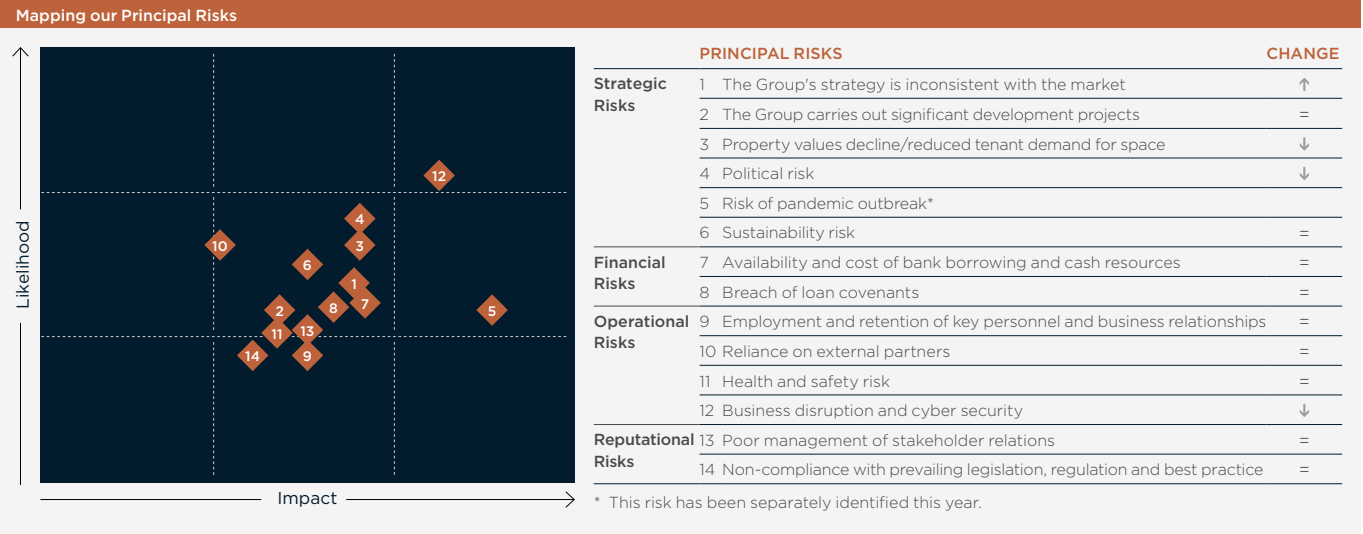 Mapping our Principal Risks
Likelihood
12
4
10
3
6
1
2
8
7
5
11
13
14
9
Impact
PRINCIPAL RISKS CHANGE
Strategic Risks
1 The Group's strategy is inconsistent with the market ↑
2 The Group carries out significant development projects =
3 Property values decline/reduced tenant demand for space ↓
4 Political risk ↓
5 Risk of pandemic outbreak*
6 Sustainability risk =
Financial Risks
7 Availability and cost of bank borrowing and cash resources =
8 Breach of loan covenants =
Operational Risks
9 Employment and retention of key personnel and business relationships =
10 Reliance on external partners =
11 Health and safety risk =
12 Business disruption and cyber security ↓
Reputational Risks
13 Poor management of stakeholder relations =
14 Non-compliance with prevailing legislation, regulation and best practice =
* This risk has been separately identified this year.